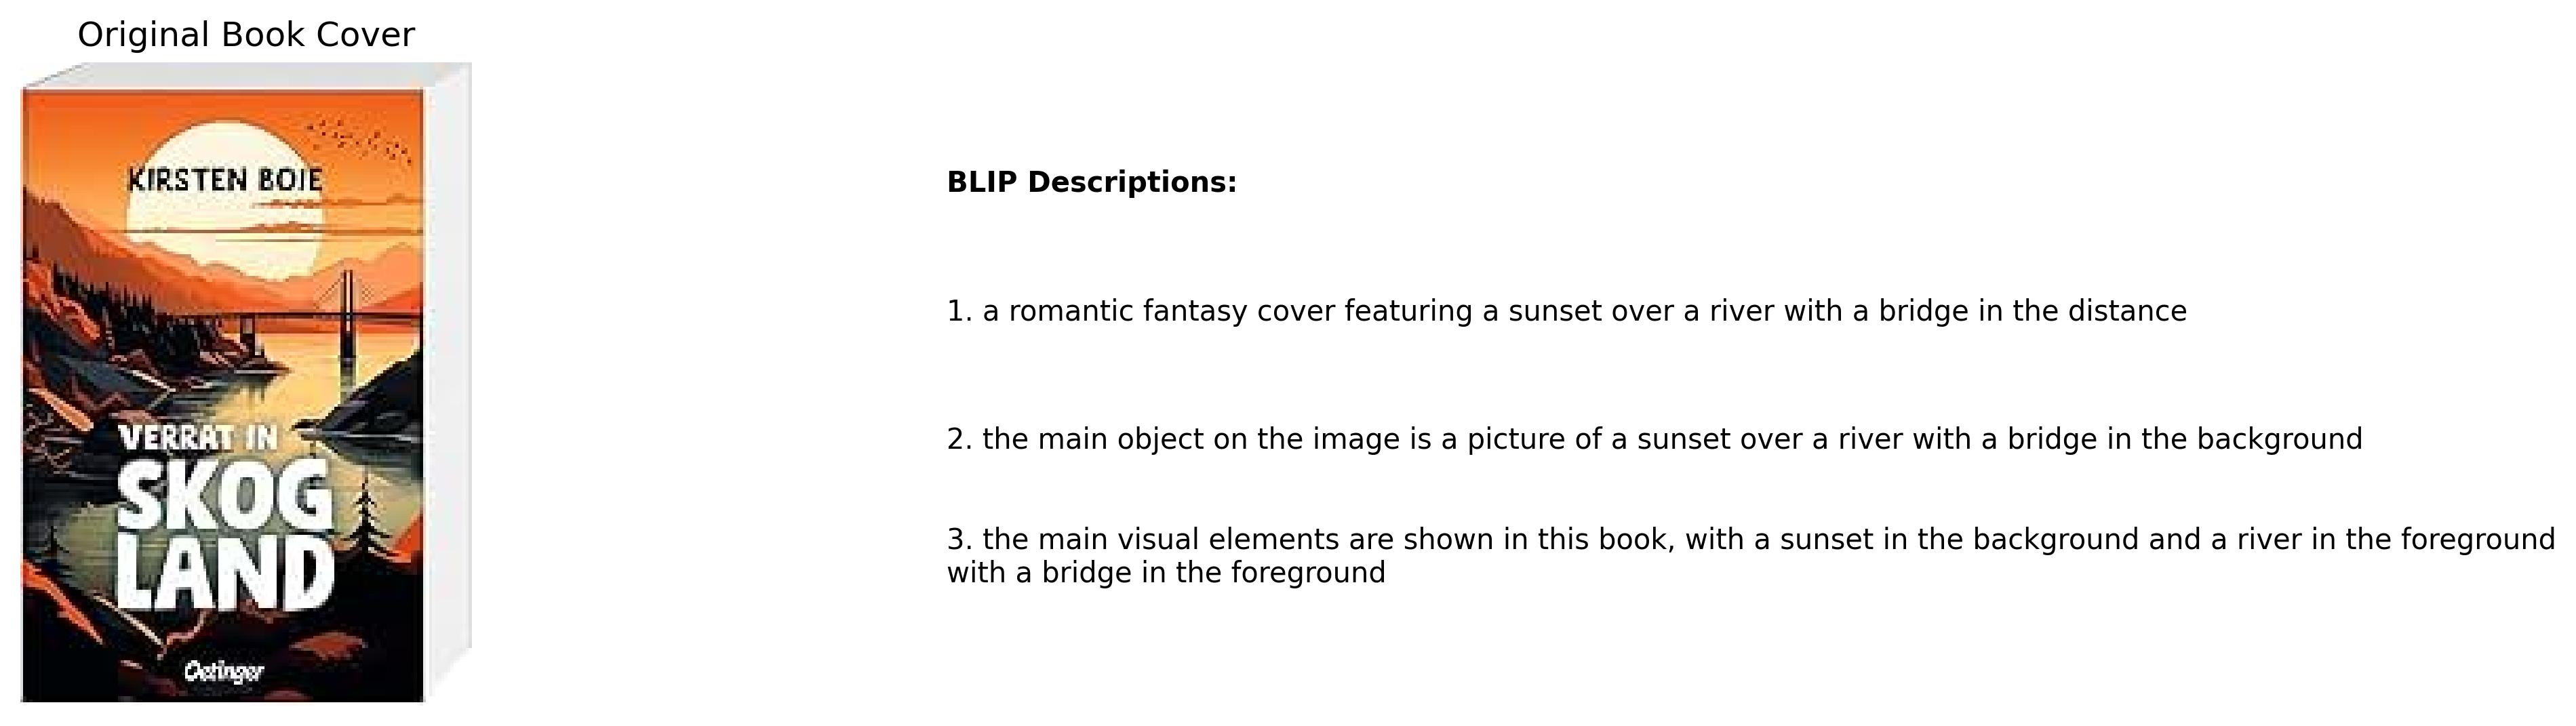 Original Book Cover
KIRSTEN BOIE
VERRAT IN
SKOG
LAND
Oetinger
BLIP Descriptions:
1. a romantic fantasy cover featuring a sunset over a river with a bridge in the distance
2. the main object on the image is a picture of a sunset over a river with a bridge in the background
3. the main visual elements are shown in this book, with a sunset in the background and a river in the foreground
with a bridge in the foreground